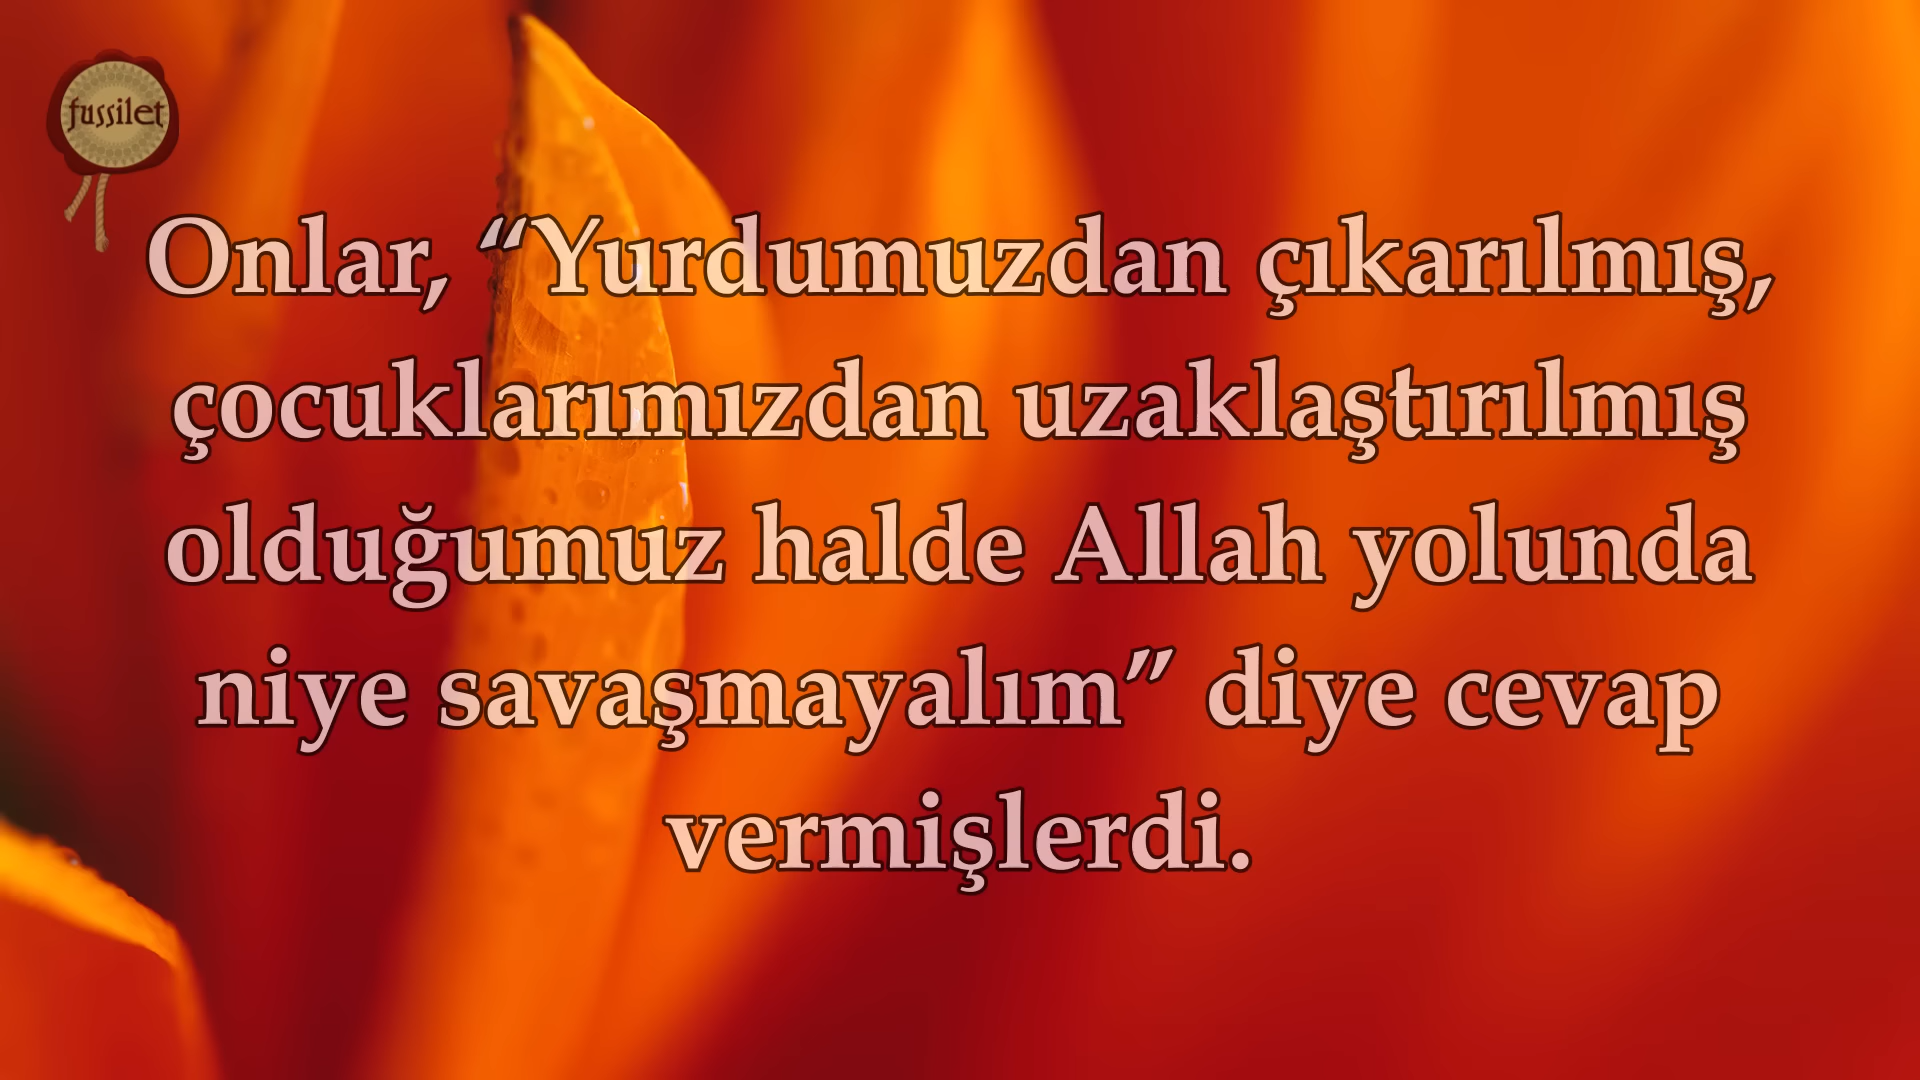 fussilet
Onlar, “Yurdumuzdan çıkarılmış,
çocuklarımızdan uzaklaştırılmış
olduğumuz halde Allah yolunda
niye savaşmayalım” diye cevap
vermişlerdi.